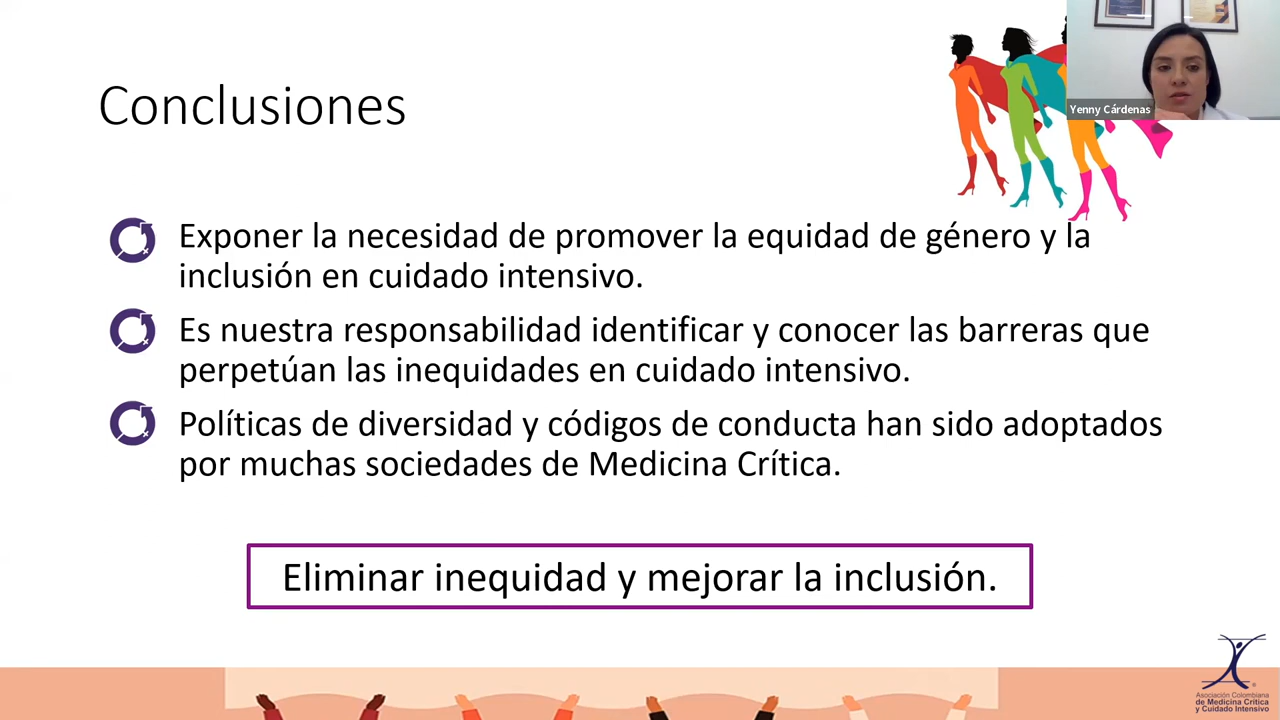 Conclusiones
Yenny Cárdenas
Exponer la necesidad de promover la equidad de género y la
inclusión en cuidado intensivo.
Es nuestra responsabilidad identificar y conocer las barreras que
perpetúan las inequidades en cuidado intensivo.
Políticas de diversidad y códigos de conducta han sido adoptados
por muchas sociedades de Medicina Crítica.
Eliminar inequidad y mejorar la inclusión.
Asociación Colombiana
de Medicina Crítica
y Cuidado Intensivo